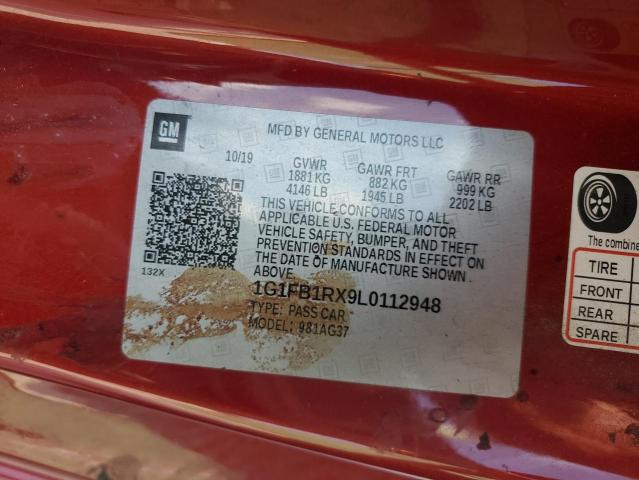 GM
MFD BY GENERAL MOTORS LLC
10/19 GVWR GAWR FRT GAWR RR
1881 KG 882 KG 999 KG
4146 LB 1945 LB 2202 LB
THIS VEHICLE CONFORMS TO ALL
APPLICABLE U.S. FEDERAL MOTOR
VEHICLE SAFETY, BUMPER, AND THEFT
PREVENTION STANDARDS IN EFFECT ON
THE DATE OF MANUFACTURE SHOWN
ABOVE.
132X
1G1FB1RX9L0112948
TYPE: PASS CAR
MODEL: 981AG37
The combine
TIRE
FRONT
REAR
SPARE